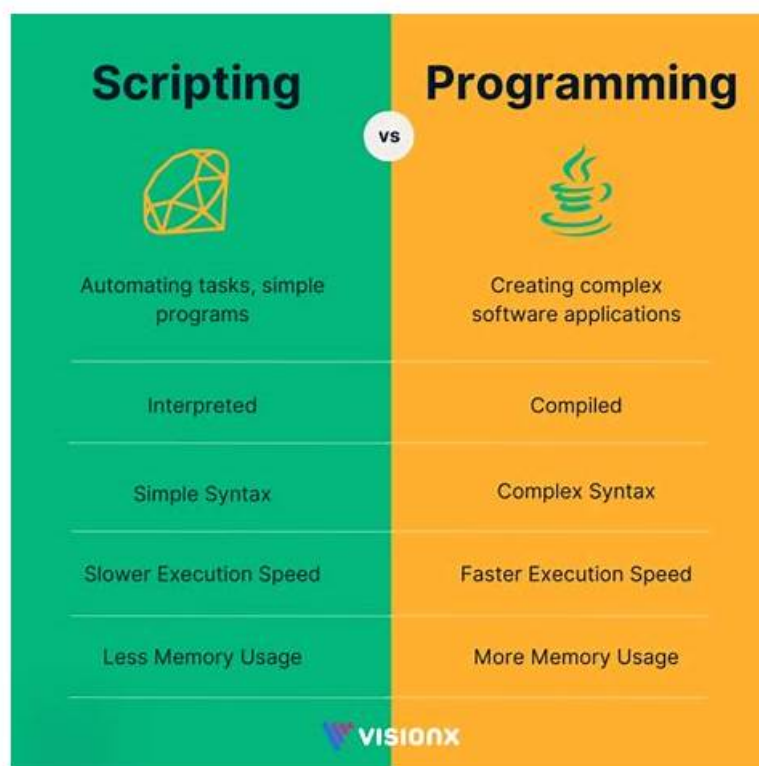 Scripting
Programming
vs
Automating tasks, simple
programs
Creating complex
software applications
Interpreted
Compiled
Simple Syntax
Complex Syntax
Slower Execution Speed
Faster Execution Speed
Less Memory Usage
More Memory Usage
VISIONX